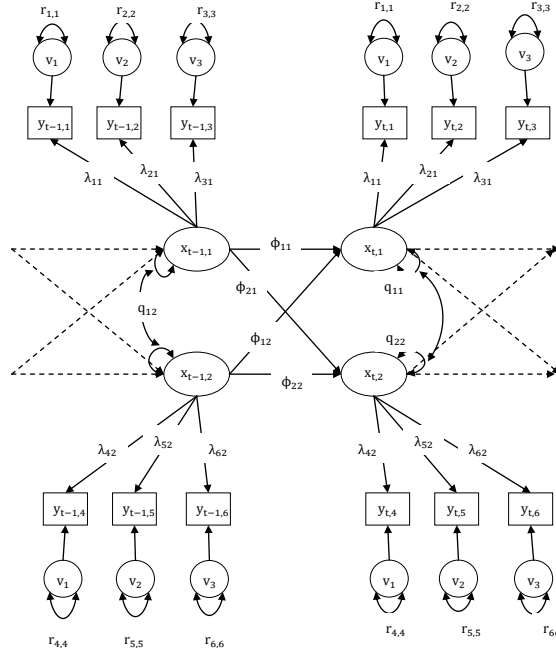 r₁,₁ r₂,₂ r₃,₃ r₁,₁ r₂,₂ r₃,₃
v₁ v₂ v₃ v₁ v₂ v₃
yₜ₋₁,₁ yₜ₋₁,₂ yₜ₋₁,₃ yₜ,₁ yₜ,₂ yₜ,₃
λ₁₁ λ₂₁ λ₃₁ λ₁₁ λ₂₁ λ₃₁
xₜ₋₁,₁ ϕ₁₁ xₜ,₁
ϕ₂₁ q₁₁
q₁₂ ϕ₁₂ q₂₂
xₜ₋₁,₂ ϕ₂₂ xₜ,₂
λ₄₂ λ₅₂ λ₆₂ λ₄₂ λ₅₂ λ₆₂
yₜ₋₁,₄ yₜ₋₁,₅ yₜ₋₁,₆ yₜ,₄ yₜ,₅ yₜ,₆
v₁ v₂ v₃ v₁ v₂ v₃
r₄,₄ r₅,₅ r₆,₆ r₄,₄ r₅,₅